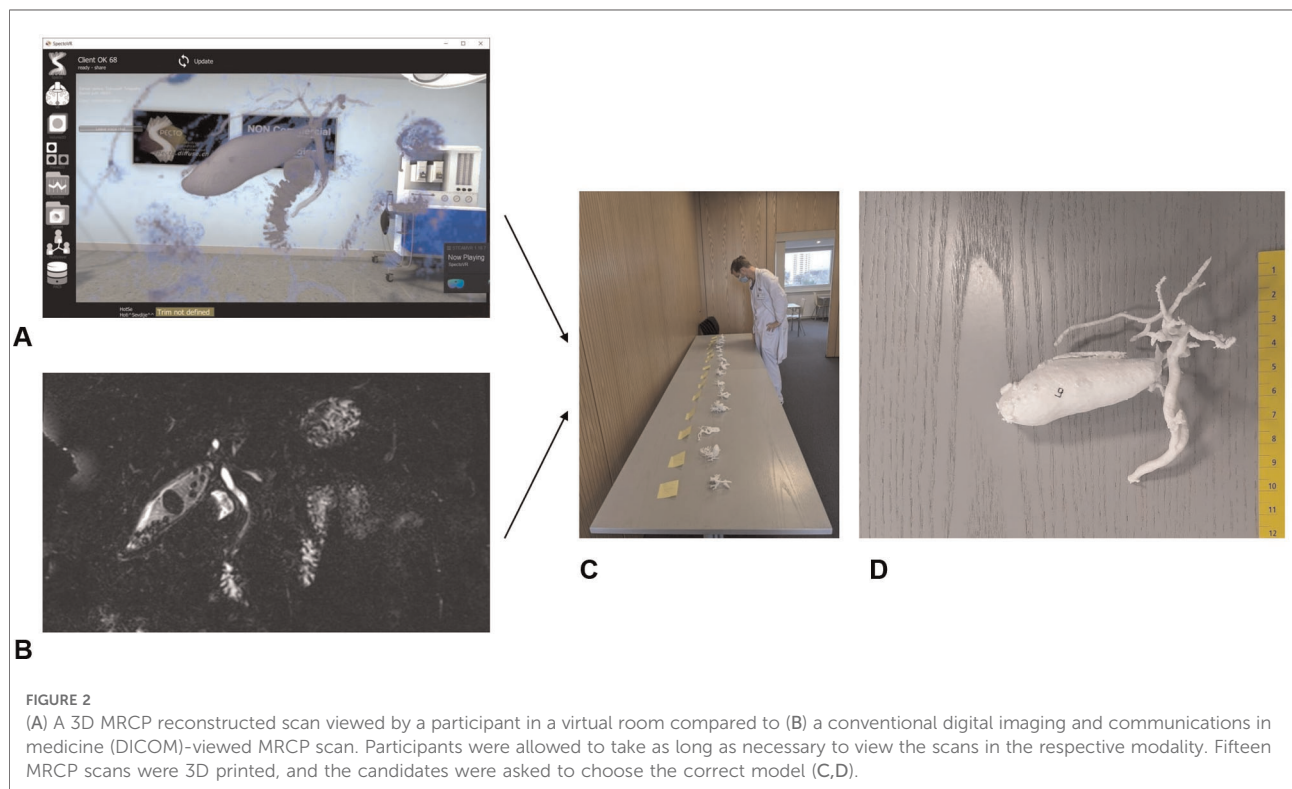 SpectoVR
Client OK 68
ready - share
Update
PECTO
NON Commercial
Now Playing
SpectoVR
Trim not defined
A
B
C
D
1
2
3
4
5
6
7
8
9
10
11
12
FIGURE 2
(A) A 3D MRCP reconstructed scan viewed by a participant in a virtual room compared to (B) a conventional digital imaging and communications in
medicine (DICOM)-viewed MRCP scan. Participants were allowed to take as long as necessary to view the scans in the respective modality. Fifteen
MRCP scans were 3D printed, and the candidates were asked to choose the correct model (C,D).